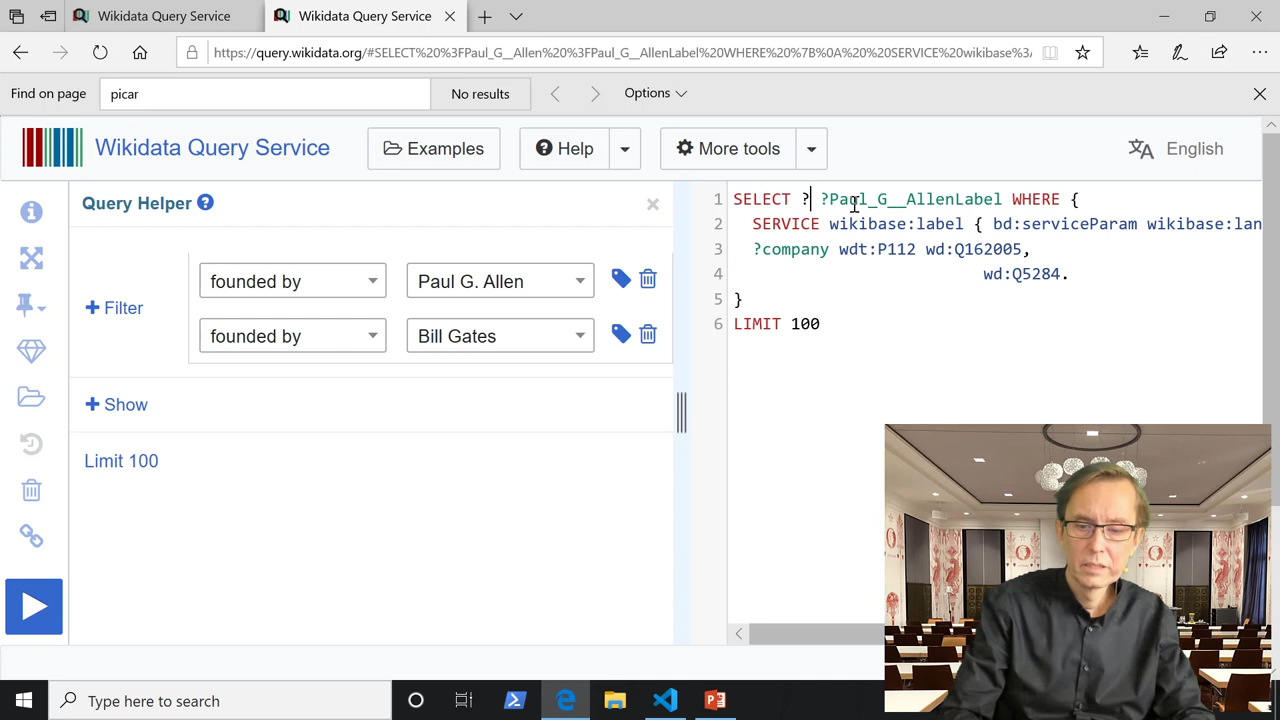 Wikidata Query Service
Wikidata Query Service
https://query.wikidata.org/#SELECT%20%3FPaul_G__Allen%20%3FPaul_G__AllenLabel%20WHERE%20%7B%0A%20%20SERVICE%20wikibase%3A
Find on page
picar
No results
Options
Wikidata Query Service
Examples
Help
More tools
English
Query Helper
Filter
founded by
Paul G. Allen
founded by
Bill Gates
Show
Limit 100
1 SELECT ? ?Paul_G__AllenLabel WHERE {
2 SERVICE wikibase:label { bd:serviceParam wikibase:lan
3 ?company wdt:P112 wd:Q162005,
4 wd:Q5284.
5 }
6 LIMIT 100
Type here to search